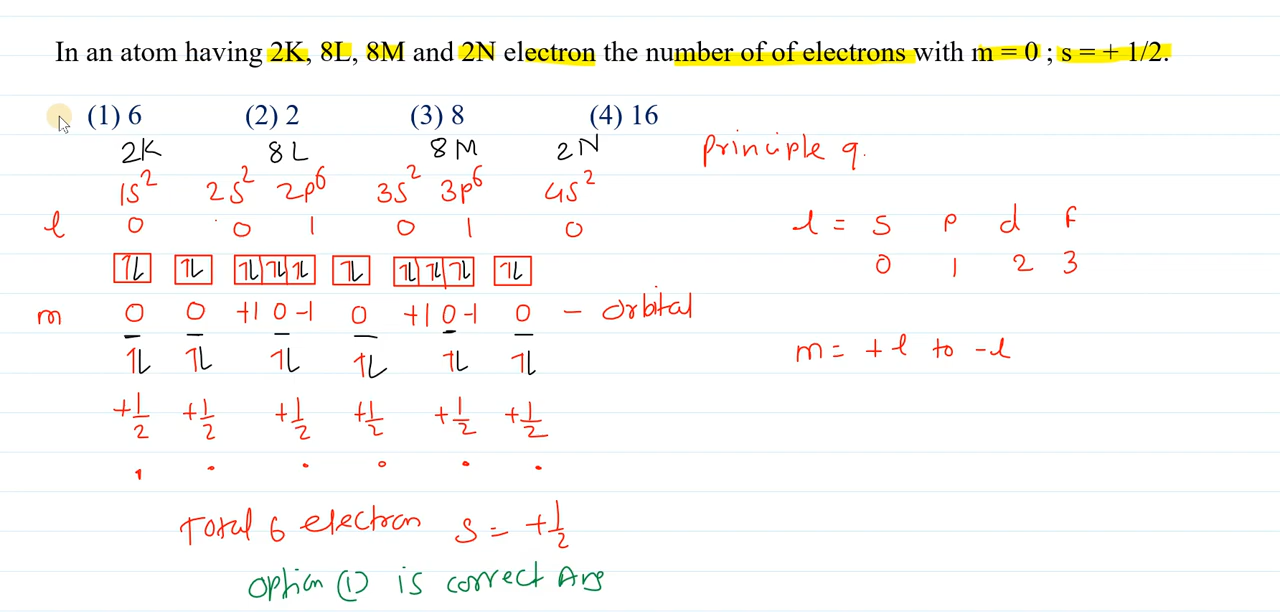 In an atom having 2K, 8L, 8M and 2N electron the number of of electrons with m = 0 ; s = + 1/2.
(1) 6 (2) 2 (3) 8 (4) 16
2K 8L 8M 2N Principle q.
1s² 2s² 2p⁶ 3s² 3p⁶ 4s²
l 0 0 1 0 1 0 l = s p d f
0 1 2 3
m 0 0 +1 0 -1 0 +1 0 -1 0 - orbital
m = +l to -l
+1/2 +1/2 +1/2 +1/2 +1/2 +1/2
Total 6 electron s = +1/2
option (1) is correct Ans